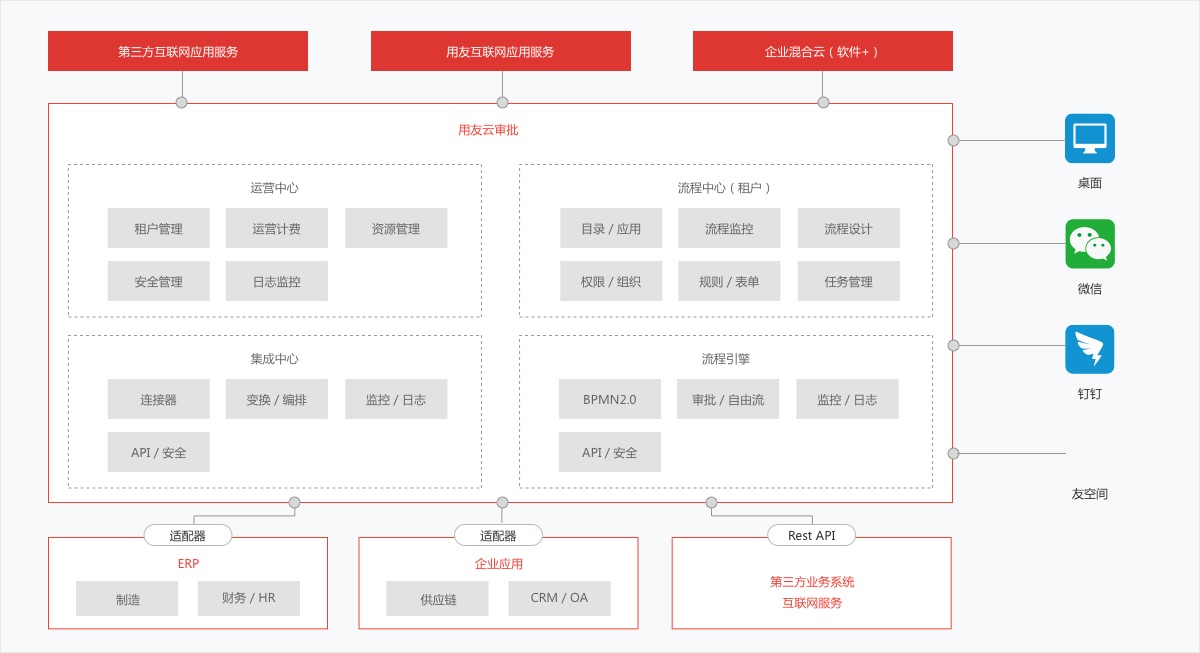 第三方互联网应用服务
用友互联网应用服务
企业混合云（软件+）
用友云审批
运营中心
租户管理
运营计费
资源管理
安全管理
日志监控
流程中心（租户）
目录 / 应用
流程监控
流程设计
权限 / 组织
规则 / 表单
任务管理
集成中心
连接器
变换 / 编排
监控 / 日志
API / 安全
流程引擎
BPMN2.0
审批 / 自由流
监控 / 日志
API / 安全
桌面
微信
钉钉
友空间
适配器
ERP
制造
财务 / HR
适配器
企业应用
供应链
CRM / OA
Rest API
第三方业务系统
互联网服务